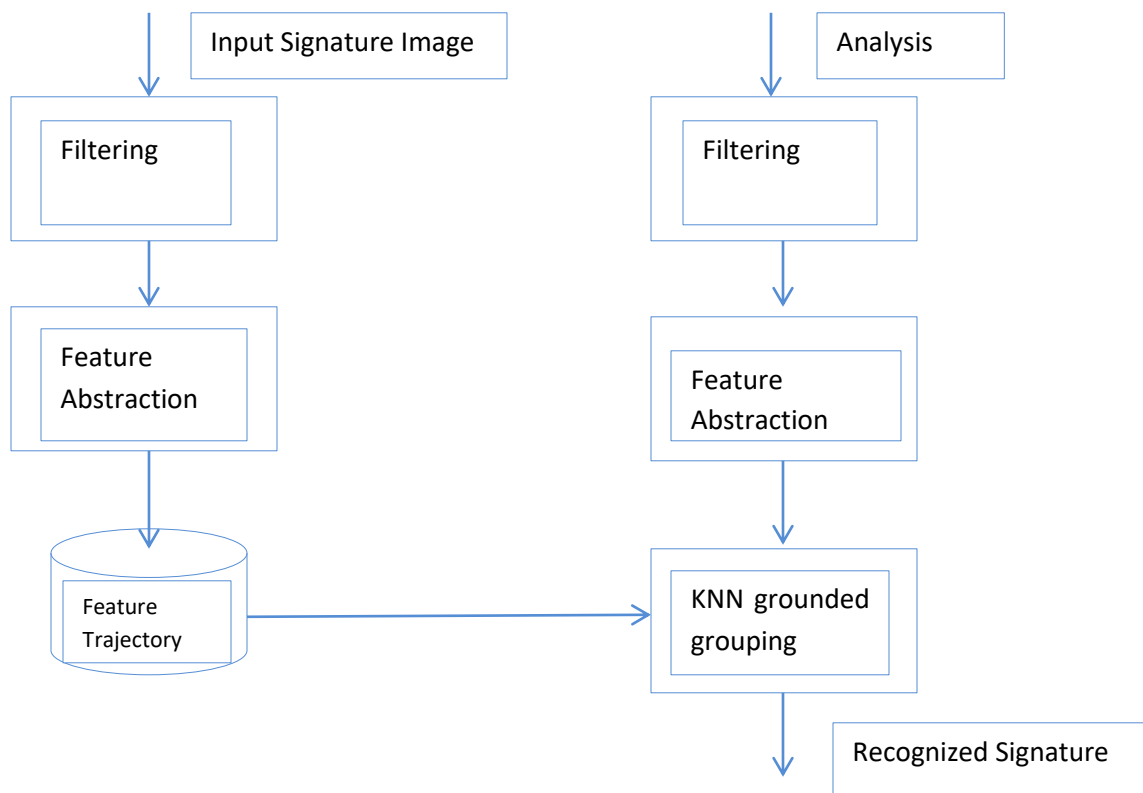 Input Signature Image
Analysis
Filtering
Filtering
Feature
Abstraction
Feature
Abstraction
Feature
Trajectory
KNN grounded
grouping
Recognized Signature